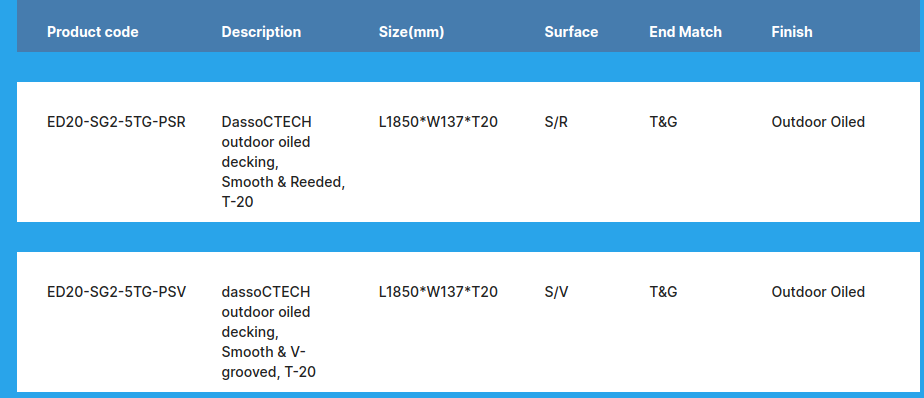 Product code Description Size(mm) Surface End Match Finish
ED20-SG2-5TG-PSR DassoCTECH L1850*W137*T20 S/R T&G Outdoor Oiled
outdoor oiled
decking,
Smooth & Reeded,
T-20
ED20-SG2-5TG-PSV dassoCTECH L1850*W137*T20 S/V T&G Outdoor Oiled
outdoor oiled
decking,
Smooth & V-
grooved, T-20